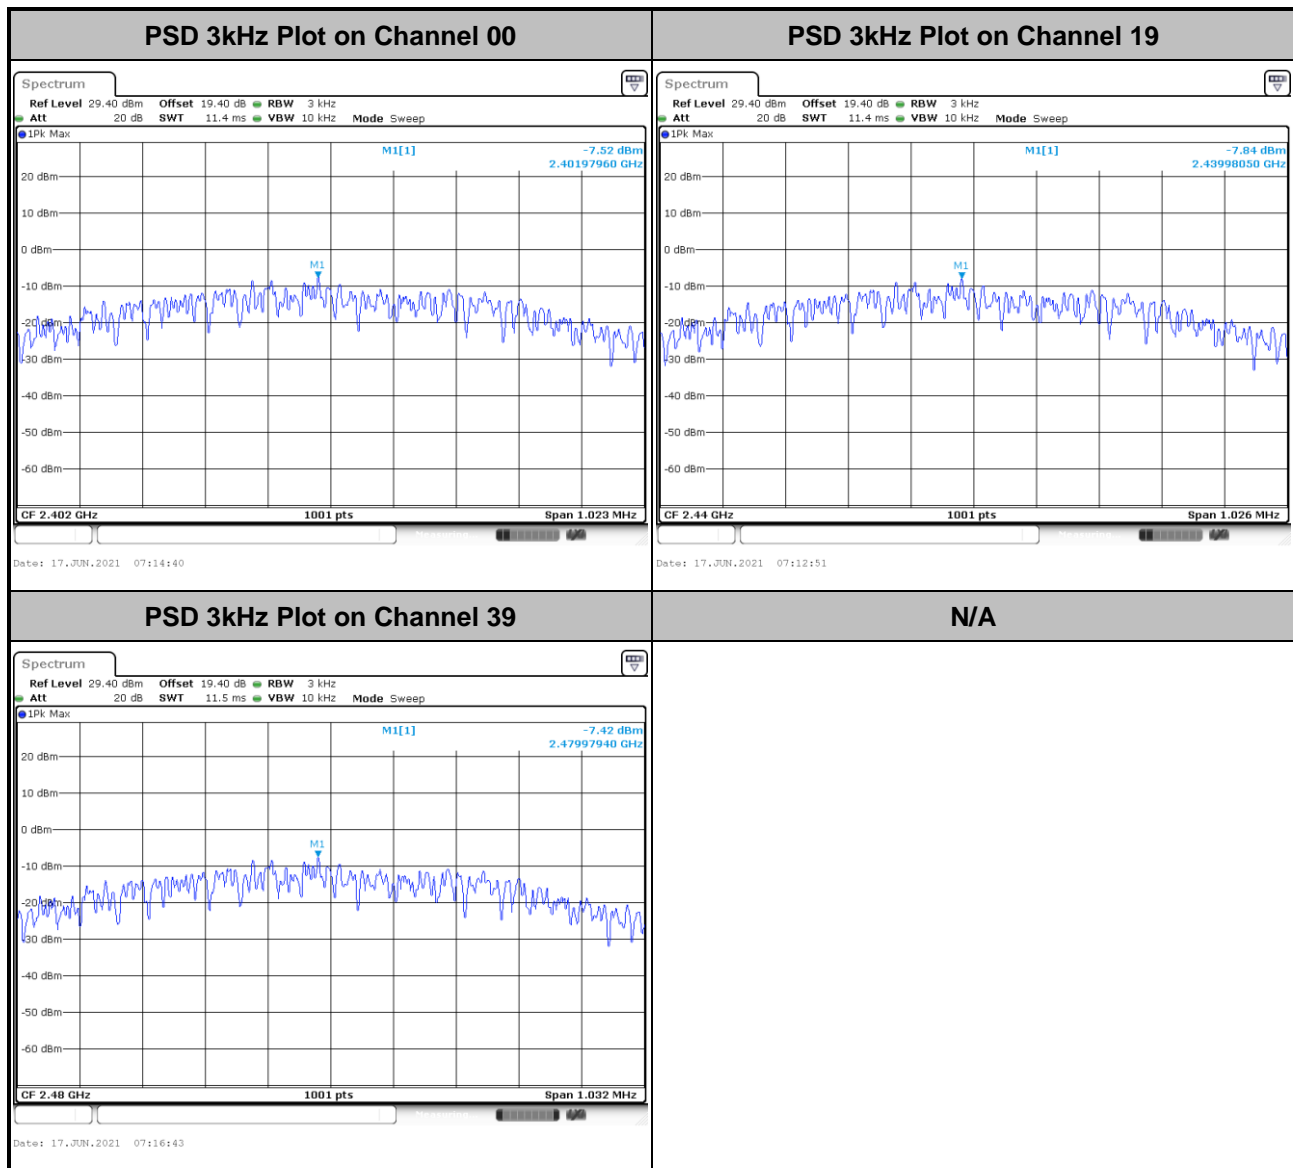 PSD 3kHz Plot on Channel 00
Spectrum
Ref Level 29.40 dBm Offset 19.40 dB RBW 3 kHz
Att 20 dB SWT 11.4 ms VBW 10 kHz Mode Sweep
1Pk Max
M1[1] -7.52 dBm
2.40197960 GHz
20 dBm
10 dBm
0 dBm
M1
-10 dBm
-20 dBm
-30 dBm
-40 dBm
-50 dBm
-60 dBm
CF 2.402 GHz 1001 pts Span 1.023 MHz
Measuring...
Date: 17.JUN.2021 07:14:40
PSD 3kHz Plot on Channel 19
Spectrum
Ref Level 29.40 dBm Offset 19.40 dB RBW 3 kHz
Att 20 dB SWT 11.4 ms VBW 10 kHz Mode Sweep
1Pk Max
M1[1] -7.84 dBm
2.43998050 GHz
20 dBm
10 dBm
0 dBm
M1
-10 dBm
-20 dBm
-30 dBm
-40 dBm
-50 dBm
-60 dBm
CF 2.44 GHz 1001 pts Span 1.026 MHz
Measuring...
Date: 17.JUN.2021 07:12:51
PSD 3kHz Plot on Channel 39
Spectrum
Ref Level 29.40 dBm Offset 19.40 dB RBW 3 kHz
Att 20 dB SWT 11.5 ms VBW 10 kHz Mode Sweep
1Pk Max
M1[1] -7.42 dBm
2.47997940 GHz
20 dBm
10 dBm
0 dBm
M1
-10 dBm
-20 dBm
-30 dBm
-40 dBm
-50 dBm
-60 dBm
CF 2.48 GHz 1001 pts Span 1.032 MHz
Measuring...
Date: 17.JUN.2021 07:16:43
N/A